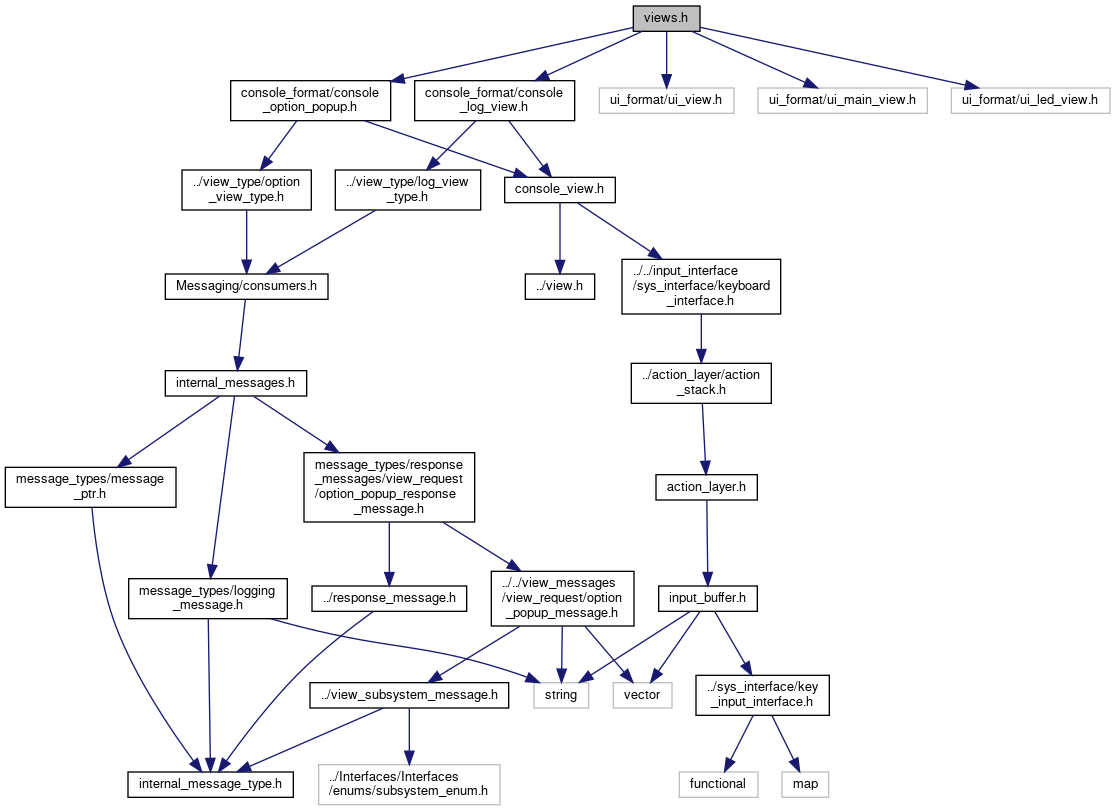 views.h
console_format/console
_option_popup.h
console_format/console
_log_view.h
ui_format/ui_view.h
ui_format/ui_main_view.h
ui_format/ui_led_view.h
../view_type/option
_view_type.h
../view_type/log_view
_type.h
console_view.h
Messaging/consumers.h
../view.h
../../input_interface
/sys_interface/keyboard
_interface.h
internal_messages.h
../action_layer/action
_stack.h
message_types/message
_ptr.h
message_types/response
_messages/view_request
/option_popup_response
_message.h
action_layer.h
message_types/logging
_message.h
../response_message.h
../../view_messages
/view_request/option
_popup_message.h
input_buffer.h
../view_subsystem_message.h
string
vector
../sys_interface/key
_input_interface.h
internal_message_type.h
../Interfaces/Interfaces
/enums/subsystem_enum.h
functional
map